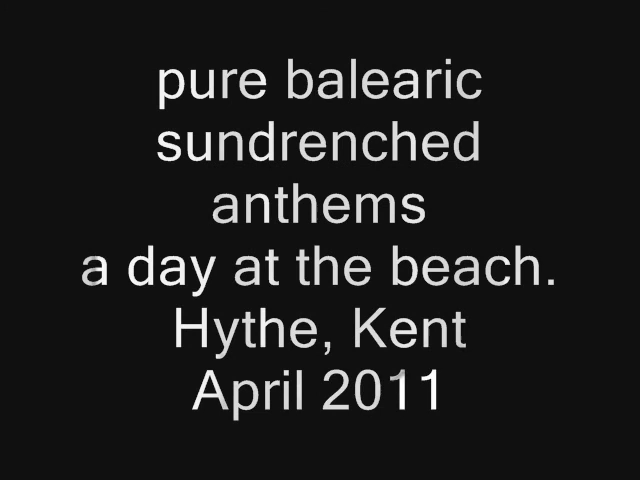 pure balearic
sundrenched
anthems
a day at the beach.
Hythe, Kent
April 2011